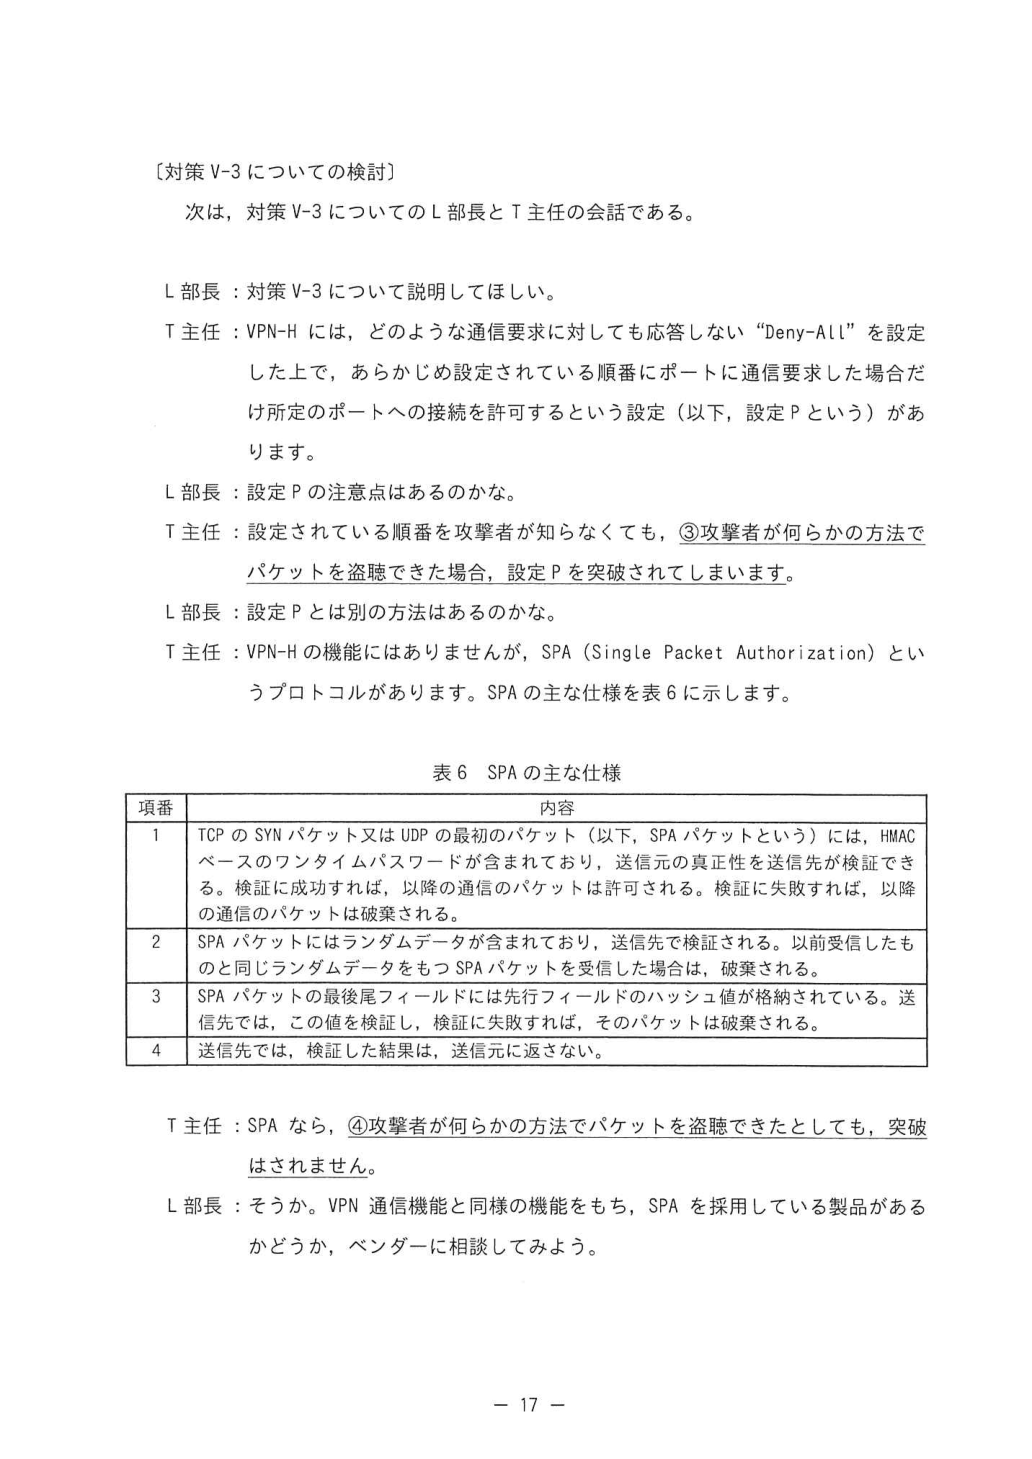 〔対策 V-3 についての検討〕
次は，対策 V-3 についての L 部長と T 主任の会話である。
L 部長 ：対策 V-3 について説明してほしい。
T 主任 ：VPN-H には，どのような通信要求に対しても応答しない “Deny-All” を設定
した上で，あらかじめ設定されている順番にポートに通信要求した場合だ
け所定のポートへの接続を許可するという設定（以下，設定 P という）があ
ります。
L 部長 ：設定 P の注意点はあるのかな。
T 主任 ：設定されている順番を攻撃者が知らなくても，③攻撃者が何らかの方法で
パケットを盗聴できた場合，設定 P を突破されてしまいます。
L 部長 ：設定 P とは別の方法はあるのかな。
T 主任 ：VPN-H の機能にはありませんが，SPA（Single Packet Authorization）とい
うプロトコルがあります。SPA の主な仕様を表 6 に示します。
表 6　SPA の主な仕様
項番 内容
1 TCP の SYN パケット又は UDP の最初のパケット（以下，SPA パケットという）には，HMAC
ベースのワンタイムパスワードが含まれており，送信元の真正性を送信先が検証でき
る。検証に成功すれば，以降の通信のパケットは許可される。検証に失敗すれば，以降
の通信のパケットは破棄される。
2 SPA パケットにはランダムデータが含まれており，送信先で検証される。以前受信したも
のと同じランダムデータをもつ SPA パケットを受信した場合は，破棄される。
3 SPA パケットの最後尾フィールドには先行フィールドのハッシュ値が格納されている。送
信先では，この値を検証し，検証に失敗すれば，そのパケットは破棄される。
4 送信先では，検証した結果は，送信元に返さない。
T 主任 ：SPA なら，④攻撃者が何らかの方法でパケットを盗聴できたとしても，突破
はされません。
L 部長 ：そうか。VPN 通信機能と同様の機能をもち，SPA を採用している製品がある
かどうか，ベンダーに相談してみよう。
－ 17 －